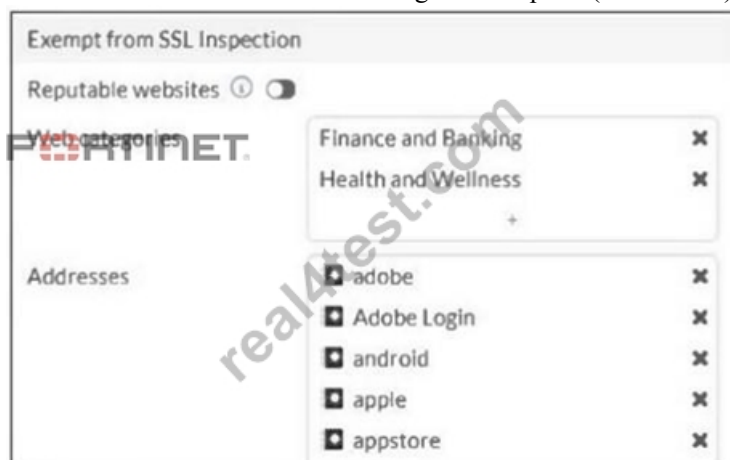 Exempt from SSL Inspection
Reputable websites
Web categories
FORTINET
Finance and Banking
Health and Wellness
+
Addresses
adobe
Adobe Login
android
apple
appstore
real4test.com